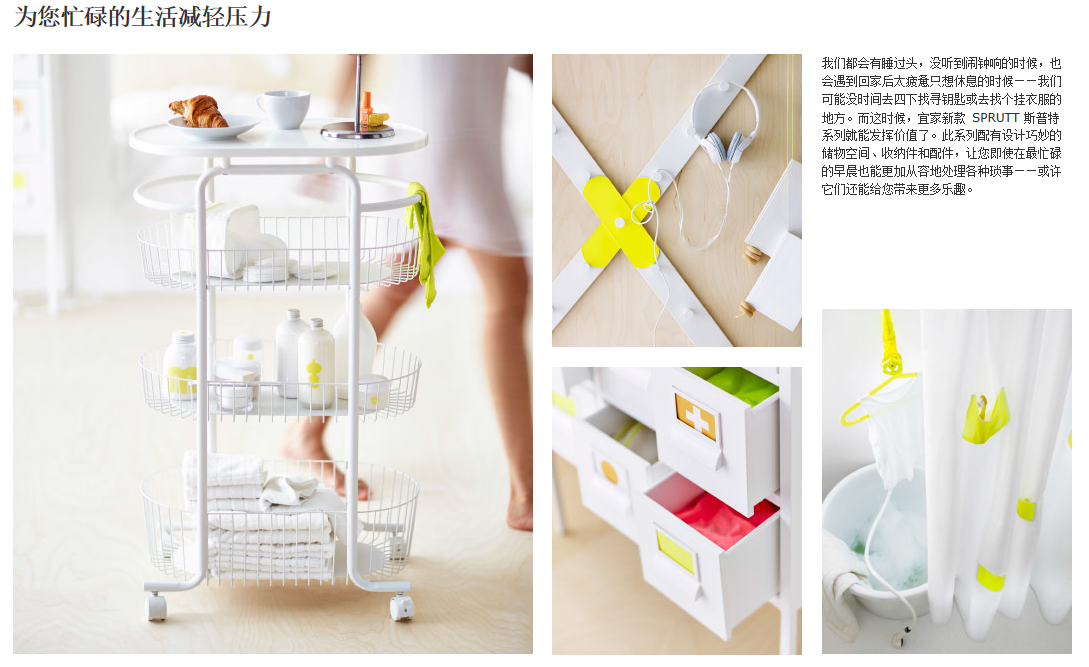 为您忙碌的生活减轻压力
我们都会有睡过头，没听到闹钟响的时候，也
会遇到回家后太疲惫只想休息的时候——我们
可能没时间去四下找寻钥匙或去找个挂衣服的
地方。而这时候，宜家新款 SPRUTT 斯普特
系列就能发挥价值了。此系列配有设计巧妙的
储物空间、收纳件和配件，让您即使在最忙碌
的早晨也能更加从容地处理各种琐事——或许
它们还能给您带来更多乐趣。